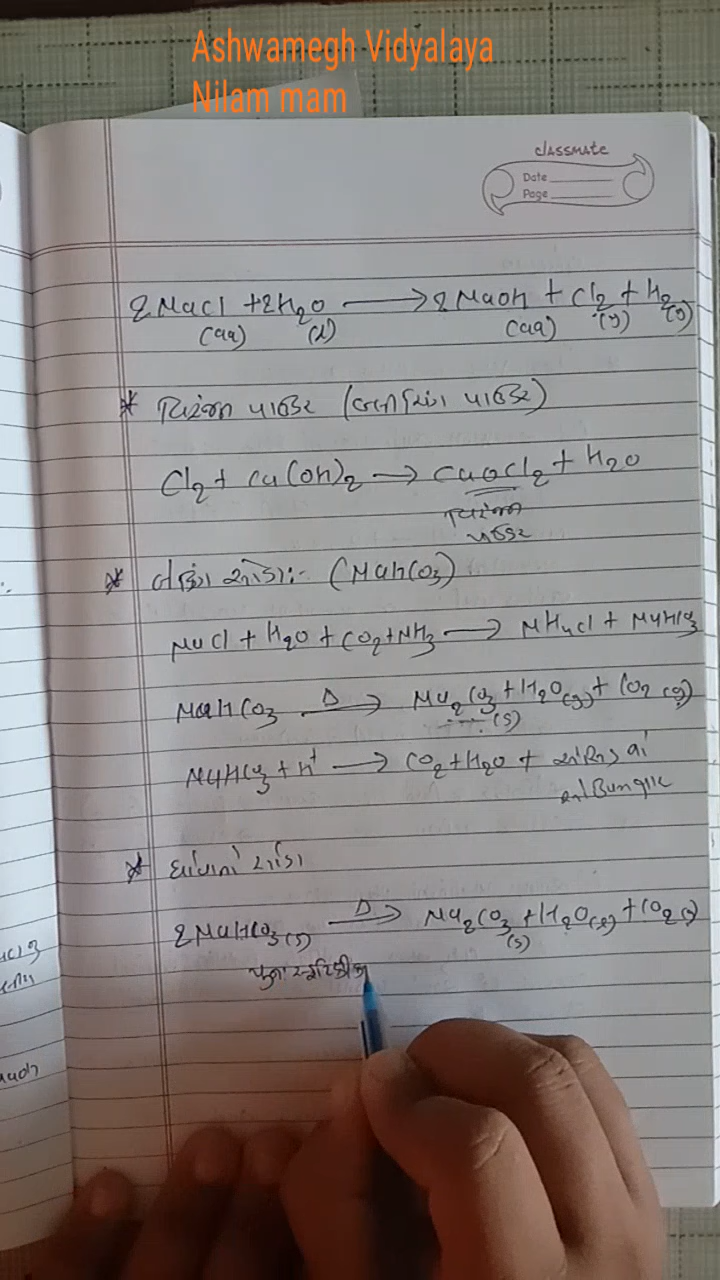 Ashwamegh Vidyalaya
Nilam mam
classmate
Date
Page
2NaCl + 2H₂O ⟶ 2NaOH + Cl₂ + H₂
(aq) (l) (aq) (g) (g)
* વિરંજન પાઉડર (બ્લીચિંગ પાઉડર)
Cl₂ + Ca(OH)₂ → CaOCl₂ + H₂O
વિરંજન
પાઉડર
* બેકિંગ સોડા:- (NaHCO₃)
NaCl + H₂O + CO₂ + NH₃ ⟶ NH₄Cl + NaHCO₃
NaHCO₃ —Δ→ Na₂CO₃ + H₂O(g) + CO₂(g)
(s)
NaHCO₃ + H⁺ ⟶ CO₂ + H₂O +
* ધોવાનો સોડા
2NaHCO₃(s) —Δ→ Na₂CO₃ + H₂O(g) + CO₂(g)
(s)